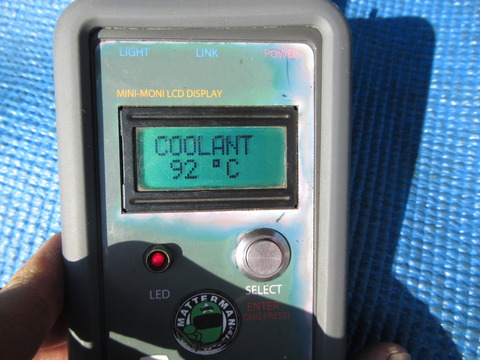 LIGHT LINK POWER
MINI-MONI LCD DISPLAY
COOLANT
92 °C
LED SELECT
ENTER
MATTERMAN